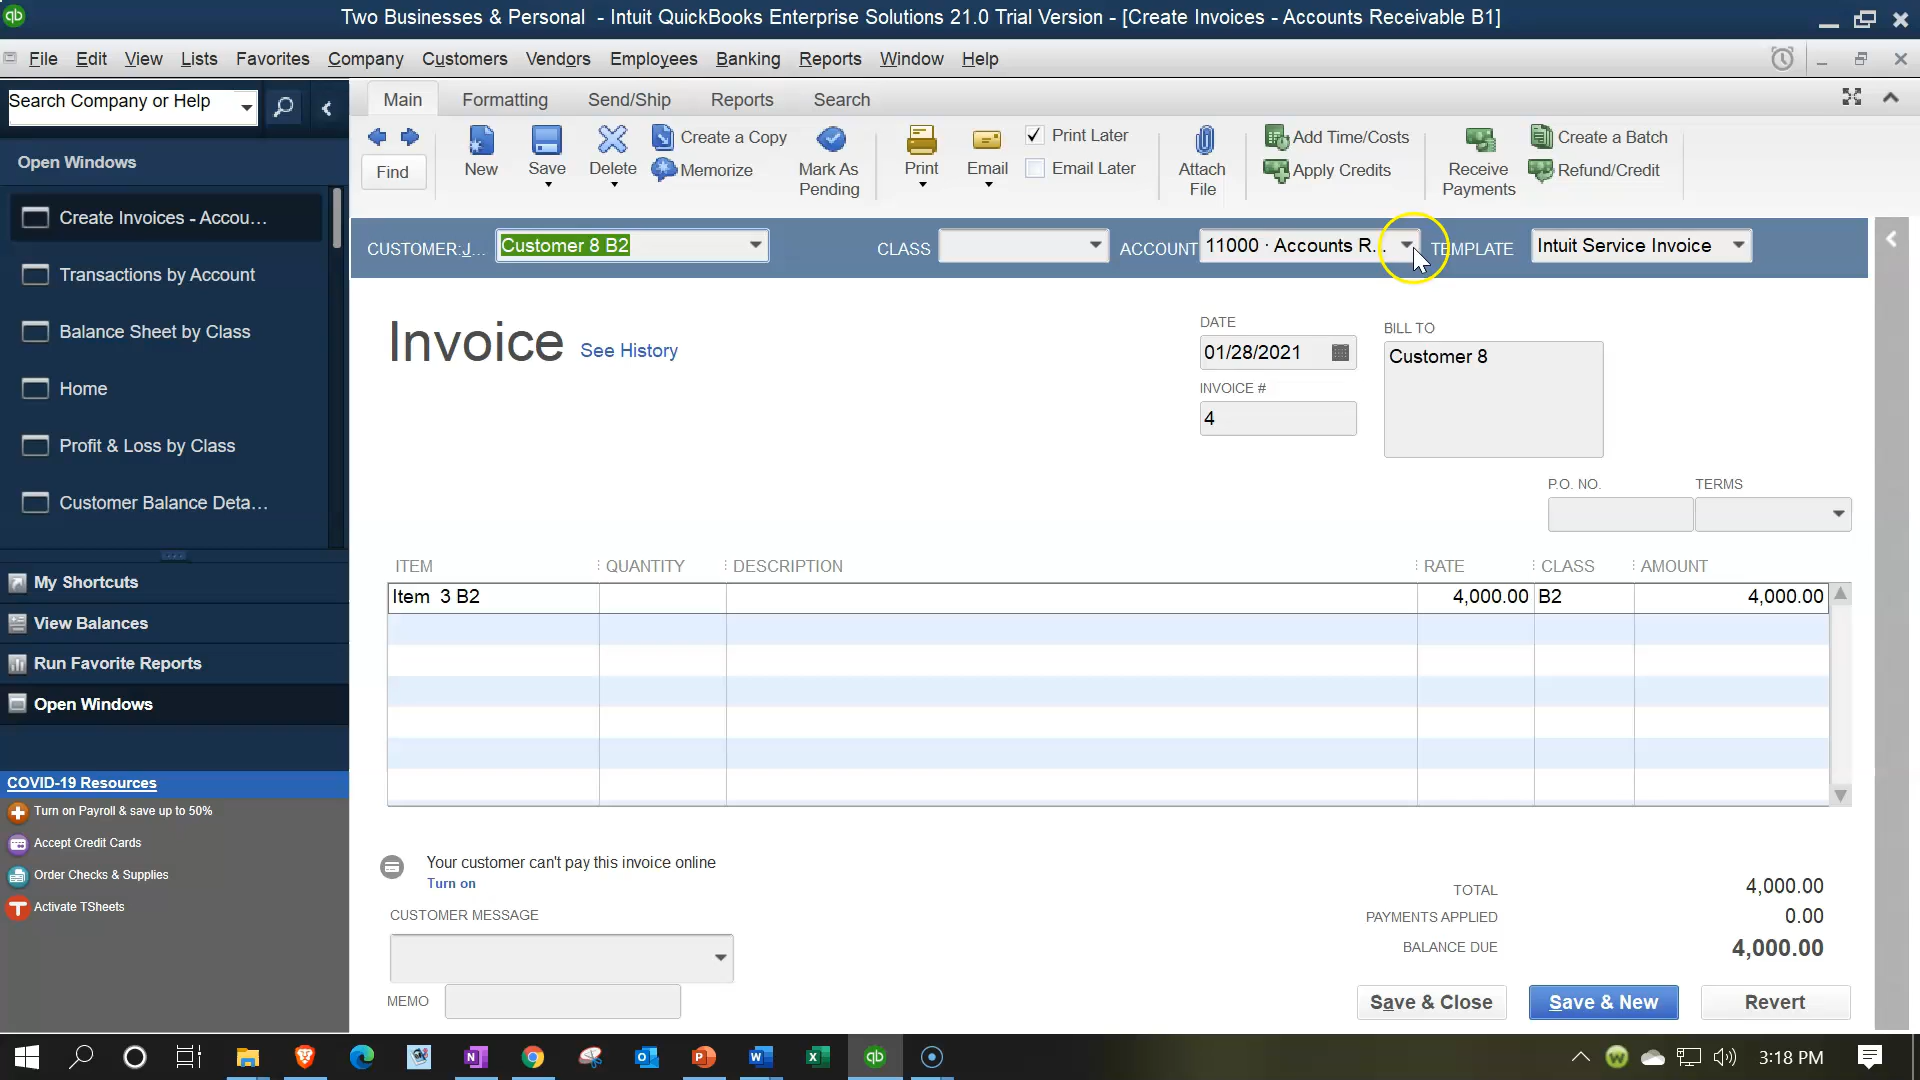 Two Businesses & Personal - Intuit QuickBooks Enterprise Solutions 21.0 Trial Version - [Create Invoices - Accounts Receivable B1]
File Edit View Lists Favorites Company Customers Vendors Employees Banking Reports Window Help
Search Company or Help
Main Formatting Send/Ship Reports Search
Find
New
Save
Delete
Create a Copy
Memorize
Mark As
Pending
Print
Email
Print Later
Email Later
Attach
File
Add Time/Costs
Apply Credits
Receive
Payments
Create a Batch
Refund/Credit
Open Windows
Create Invoices - Accou...
Transactions by Account
Balance Sheet by Class
Home
Profit & Loss by Class
Customer Balance Deta...
My Shortcuts
View Balances
Run Favorite Reports
Open Windows
COVID-19 Resources
Turn on Payroll & save up to 50%
Accept Credit Cards
Order Checks & Supplies
Activate TSheets
CUSTOMER:J... Customer 8 B2 CLASS ACCOUNT 11000 · Accounts R... TEMPLATE Intuit Service Invoice
Invoice See History
DATE
01/28/2021
INVOICE #
4
BILL TO
Customer 8
P.O. NO. TERMS
ITEM QUANTITY DESCRIPTION RATE CLASS AMOUNT
Item 3 B2 4,000.00 B2 4,000.00
Your customer can't pay this invoice online
Turn on
CUSTOMER MESSAGE
MEMO
TOTAL 4,000.00
PAYMENTS APPLIED 0.00
BALANCE DUE 4,000.00
Save & Close Save & New Revert
3:18 PM